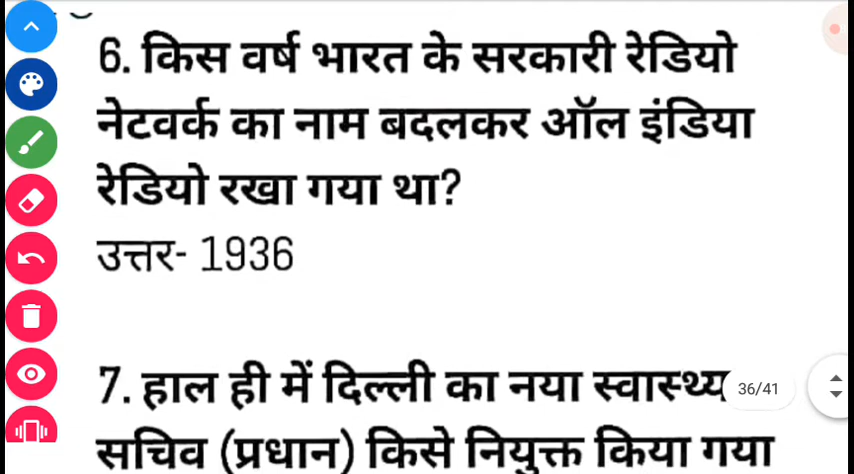 6. किस वर्ष भारत के सरकारी रेडियो
नेटवर्क का नाम बदलकर ऑल इंडिया
रेडियो रखा गया था?
उत्तर- 1936
7. हाल ही में दिल्ली का नया स्वास्थ्य
36/41
सचिव (प्रधान) किसे नियुक्त किया गया